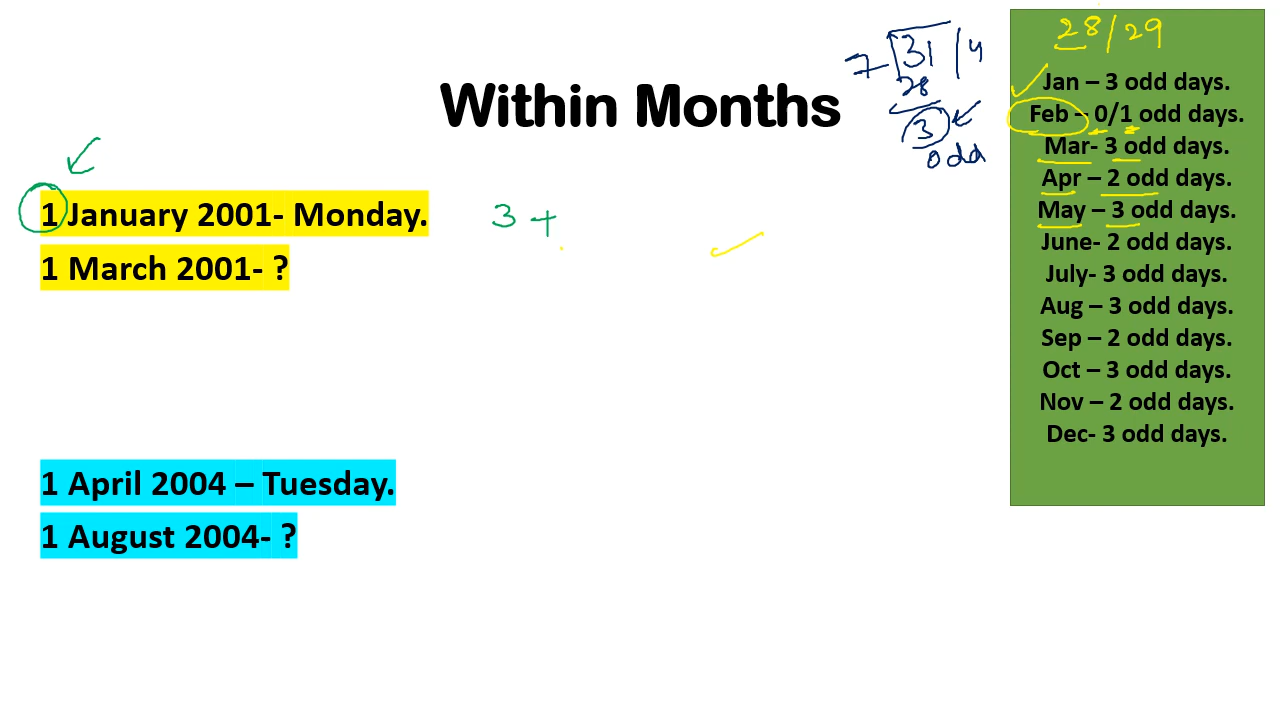 Within Months
7 31 4
28
3
odd
1 January 2001- Monday.
3 +
1 March 2001- ?
1 April 2004 – Tuesday.
1 August 2004- ?
28/29
Jan – 3 odd days.
Feb – 0/1 odd days.
Mar- 3 odd days.
Apr – 2 odd days.
May – 3 odd days.
June- 2 odd days.
July- 3 odd days.
Aug – 3 odd days.
Sep – 2 odd days.
Oct – 3 odd days.
Nov – 2 odd days.
Dec- 3 odd days.